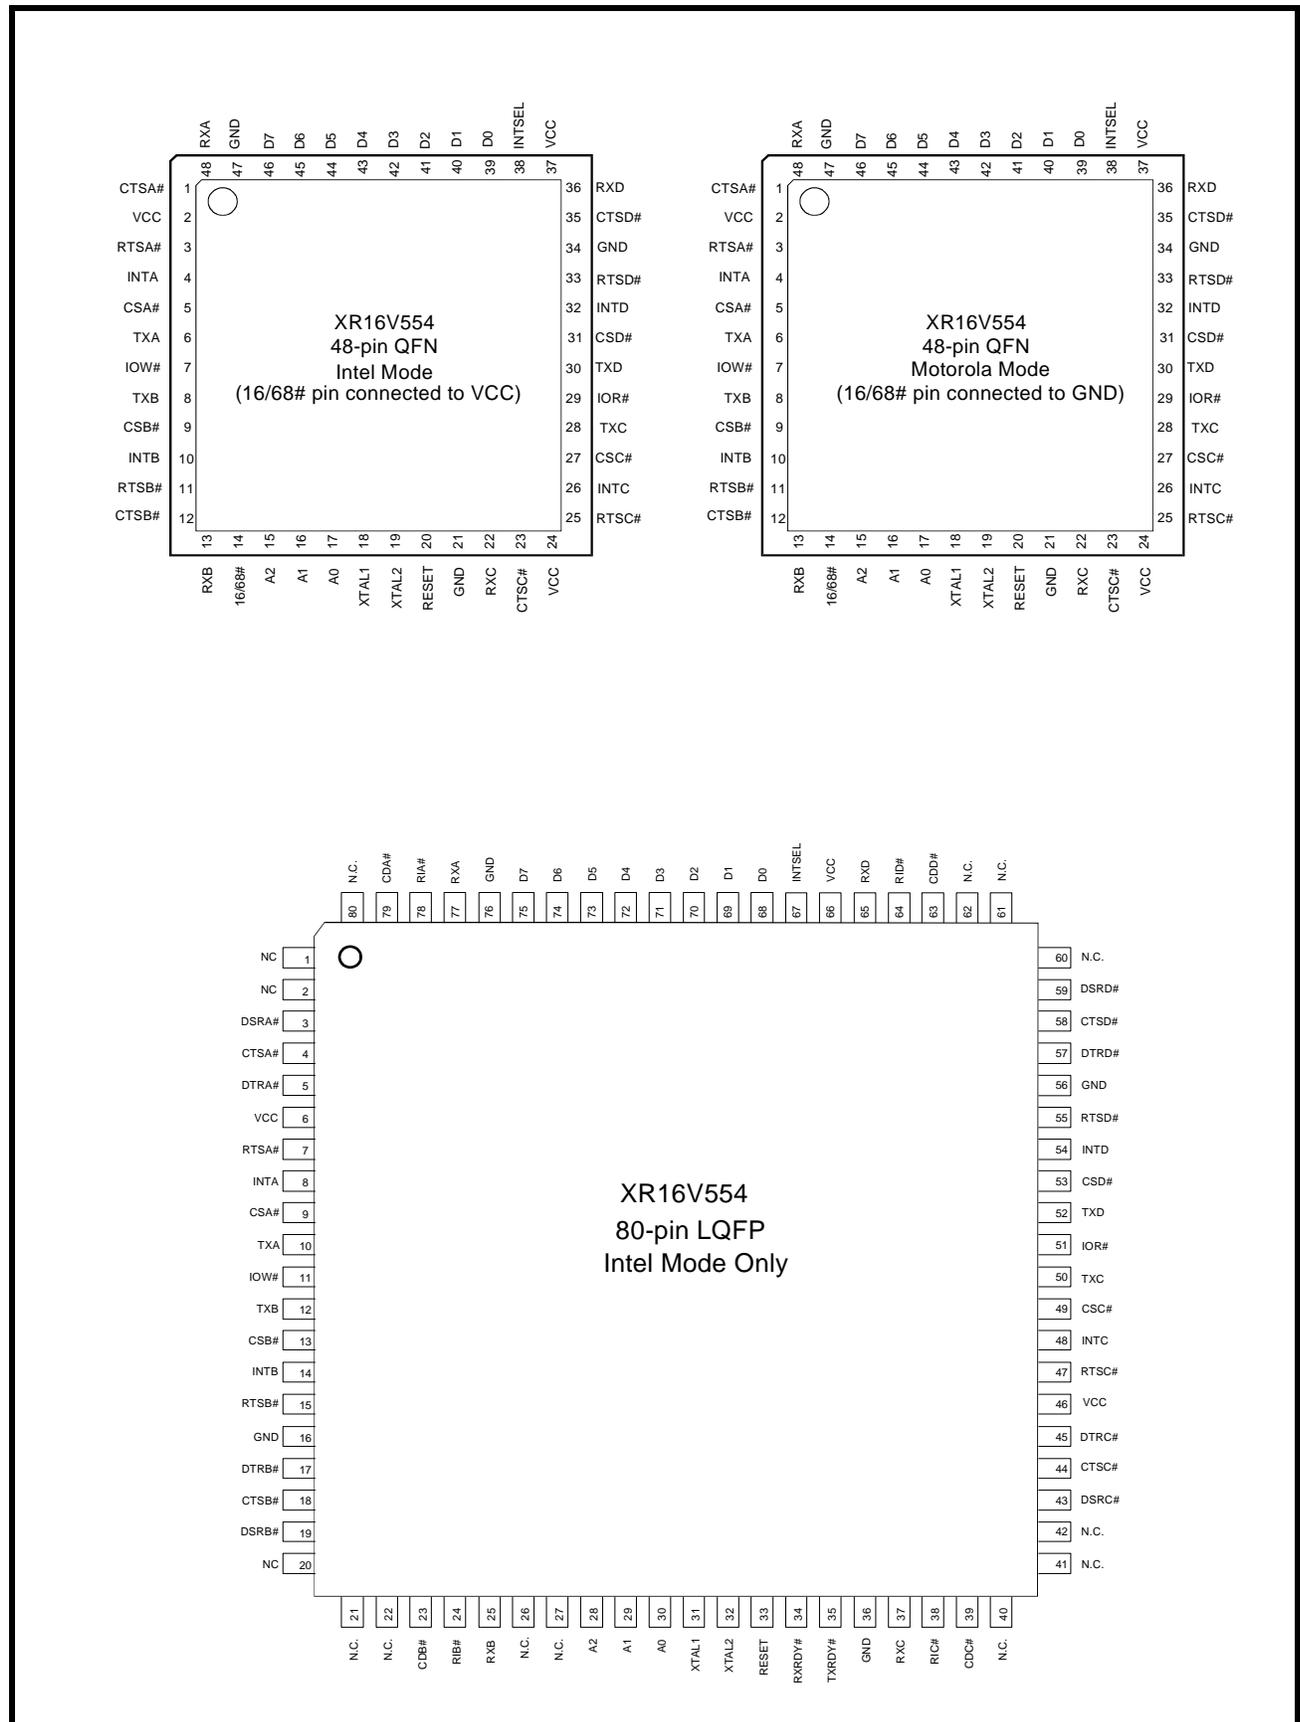 RXA
GND
D7
D6
D5
D4
D3
D2
D1
D0
INTSEL
VCC
48
47
46
45
44
43
42
41
40
39
38
37
CTSA# 1
VCC 2
RTSA# 3
INTA 4
CSA# 5
TXA 6
IOW# 7
TXB 8
CSB# 9
INTB 10
RTSB# 11
CTSB# 12
XR16V554
48-pin QFN
Intel Mode
(16/68# pin connected to VCC)
36 RXD
35 CTSD#
34 GND
33 RTSD#
32 INTD
31 CSD#
30 TXD
29 IOR#
28 TXC
27 CSC#
26 INTC
25 RTSC#
13
14
15
16
17
18
19
20
21
22
23
24
RXB
16/68#
A2
A1
A0
XTAL1
XTAL2
RESET
GND
RXC
CTSC#
VCC
RXA
GND
D7
D6
D5
D4
D3
D2
D1
D0
INTSEL
VCC
48
47
46
45
44
43
42
41
40
39
38
37
CTSA# 1
VCC 2
RTSA# 3
INTA 4
CSA# 5
TXA 6
IOW# 7
TXB 8
CSB# 9
INTB 10
RTSB# 11
CTSB# 12
XR16V554
48-pin QFN
Motorola Mode
(16/68# pin connected to GND)
36 RXD
35 CTSD#
34 GND
33 RTSD#
32 INTD
31 CSD#
30 TXD
29 IOR#
28 TXC
27 CSC#
26 INTC
25 RTSC#
13
14
15
16
17
18
19
20
21
22
23
24
RXB
16/68#
A2
A1
A0
XTAL1
XTAL2
RESET
GND
RXC
CTSC#
VCC
N.C.
CDA#
RIA#
RXA
GND
D7
D6
D5
D4
D3
D2
D1
D0
INTSEL
VCC
RXD
RID#
CDD#
N.C.
N.C.
80
79
78
77
76
75
74
73
72
71
70
69
68
67
66
65
64
63
62
61
NC 1
NC 2
DSRA# 3
CTSA# 4
DTRA# 5
VCC 6
RTSA# 7
INTA 8
CSA# 9
TXA 10
IOW# 11
TXB 12
CSB# 13
INTB 14
RTSB# 15
GND 16
DTRB# 17
CTSB# 18
DSRB# 19
NC 20
XR16V554
80-pin LQFP
Intel Mode Only
60 N.C.
59 DSRD#
58 CTSD#
57 DTRD#
56 GND
55 RTSD#
54 INTD
53 CSD#
52 TXD
51 IOR#
50 TXC
49 CSC#
48 INTC
47 RTSC#
46 VCC
45 DTRC#
44 CTSC#
43 DSRC#
42 N.C.
41 N.C.
21
22
23
24
25
26
27
28
29
30
31
32
33
34
35
36
37
38
39
40
N.C.
N.C.
CDB#
RIB#
RXB
N.C.
N.C.
A2
A1
A0
XTAL1
XTAL2
RESET
RXRDY#
TXRDY#
GND
RXC
RIC#
CDC#
N.C.